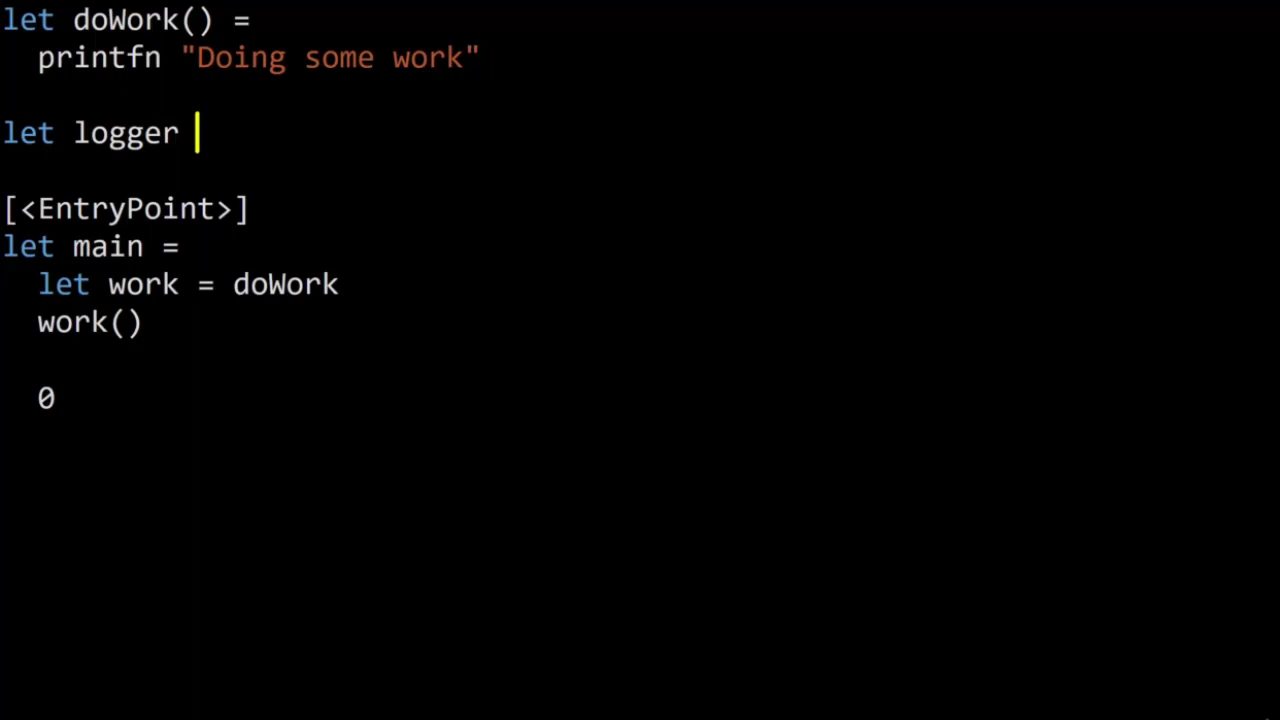 let doWork() =
  printfn "Doing some work"
let logger
[<EntryPoint>]
let main =
  let work = doWork
  work()
  0